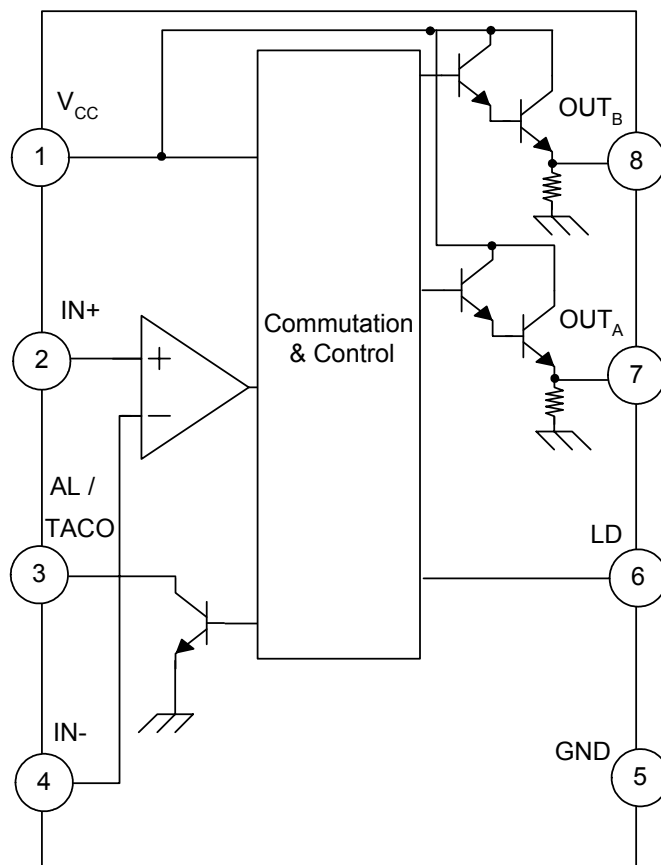 V_CC
1
IN+
2
AL /
TACO
3
IN-
4
+
−
Commutation
& Control
OUT_B
8
OUT_A
7
LD
6
GND
5